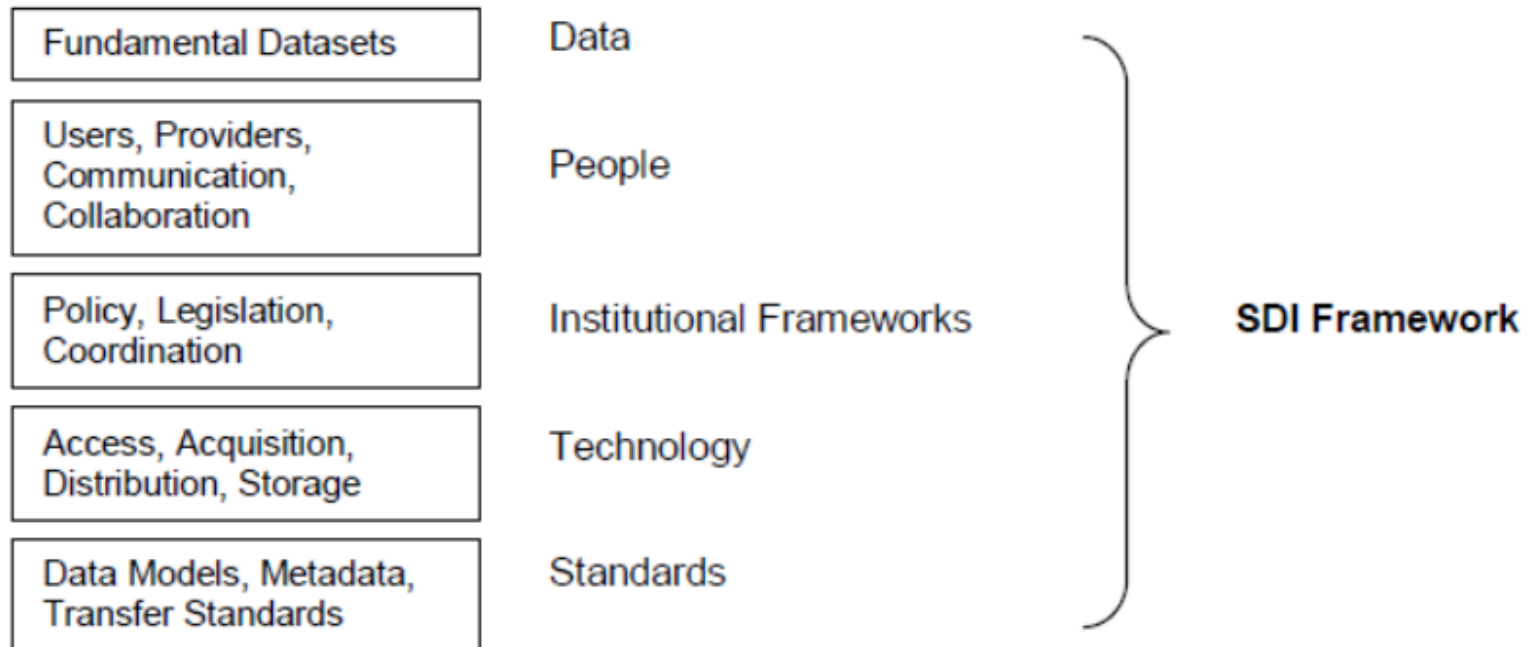 Fundamental Datasets
Data
Users, Providers,
Communication,
Collaboration
People
Policy, Legislation,
Coordination
Institutional Frameworks
SDI Framework
Access, Acquisition,
Distribution, Storage
Technology
Data Models, Metadata,
Transfer Standards
Standards